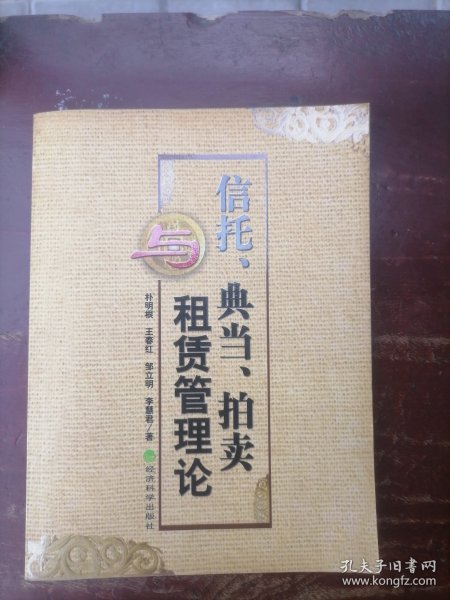 信托、典当、拍卖
与
租赁管理论
朴明根 王春红 邹立明 李慧君/著
经济科学出版社
孔夫子旧书网
www.kongfz.com